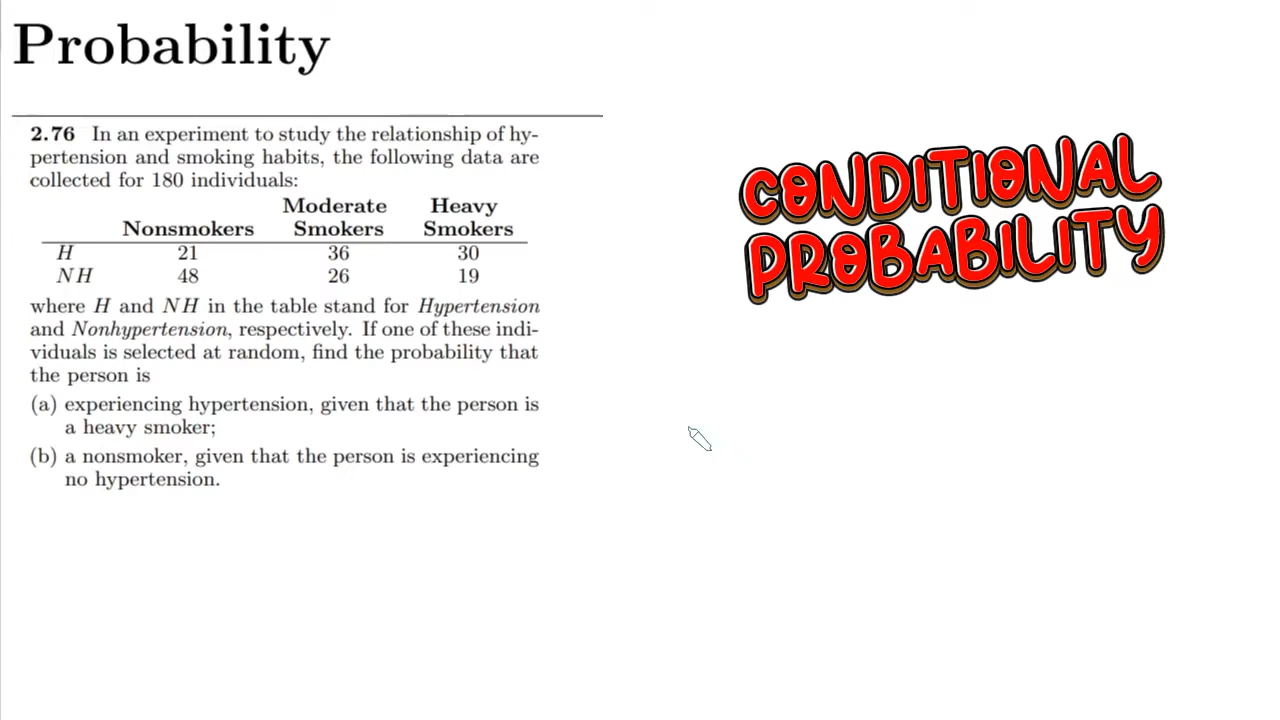 Probability
2.76 In an experiment to study the relationship of hy-
pertension and smoking habits, the following data are
collected for 180 individuals:
Moderate Heavy
Nonsmokers Smokers Smokers
H 21 36 30
NH 48 26 19
where H and NH in the table stand for Hypertension
and Nonhypertension, respectively. If one of these indi-
viduals is selected at random, find the probability that
the person is
(a) experiencing hypertension, given that the person is
a heavy smoker;
(b) a nonsmoker, given that the person is experiencing
no hypertension.
CONDITIONAL
PROBABILITY